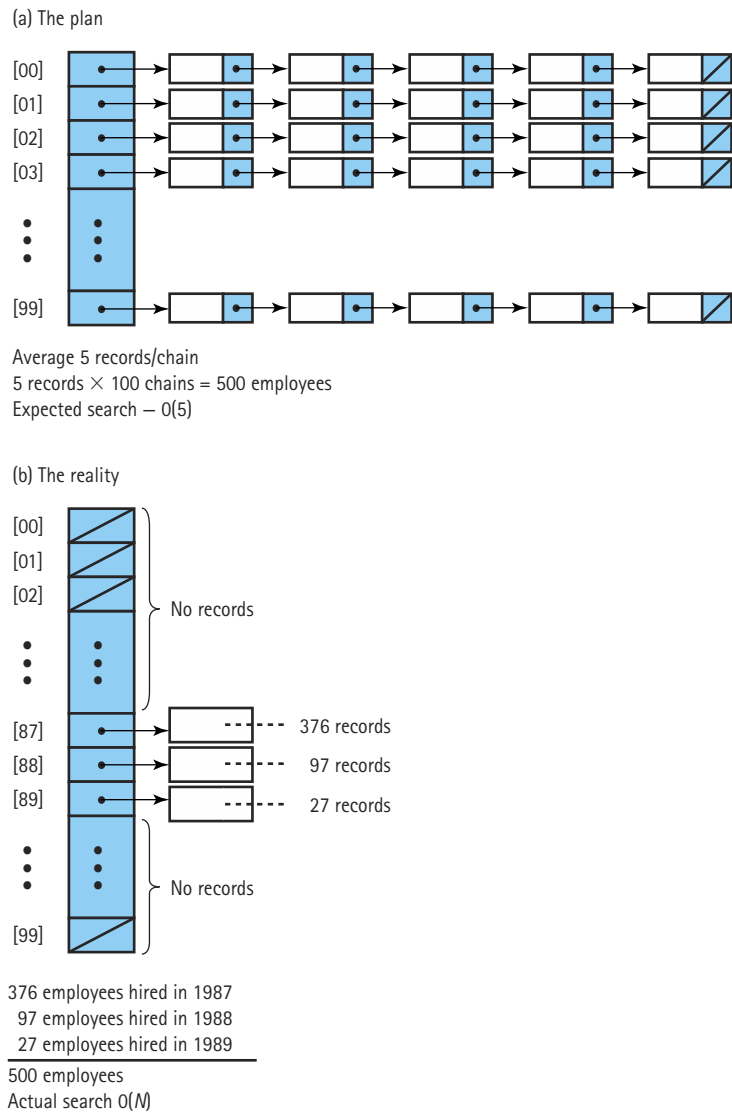 (a) The plan
[00]
[01]
[02]
[03]
[99]
Average 5 records/chain
5 records × 100 chains = 500 employees
Expected search — O(5)
(b) The reality
[00]
[01]
[02]
No records
[87]
376 records
[88]
97 records
[89]
27 records
No records
[99]
376 employees hired in 1987
97 employees hired in 1988
27 employees hired in 1989
500 employees
Actual search O(N)